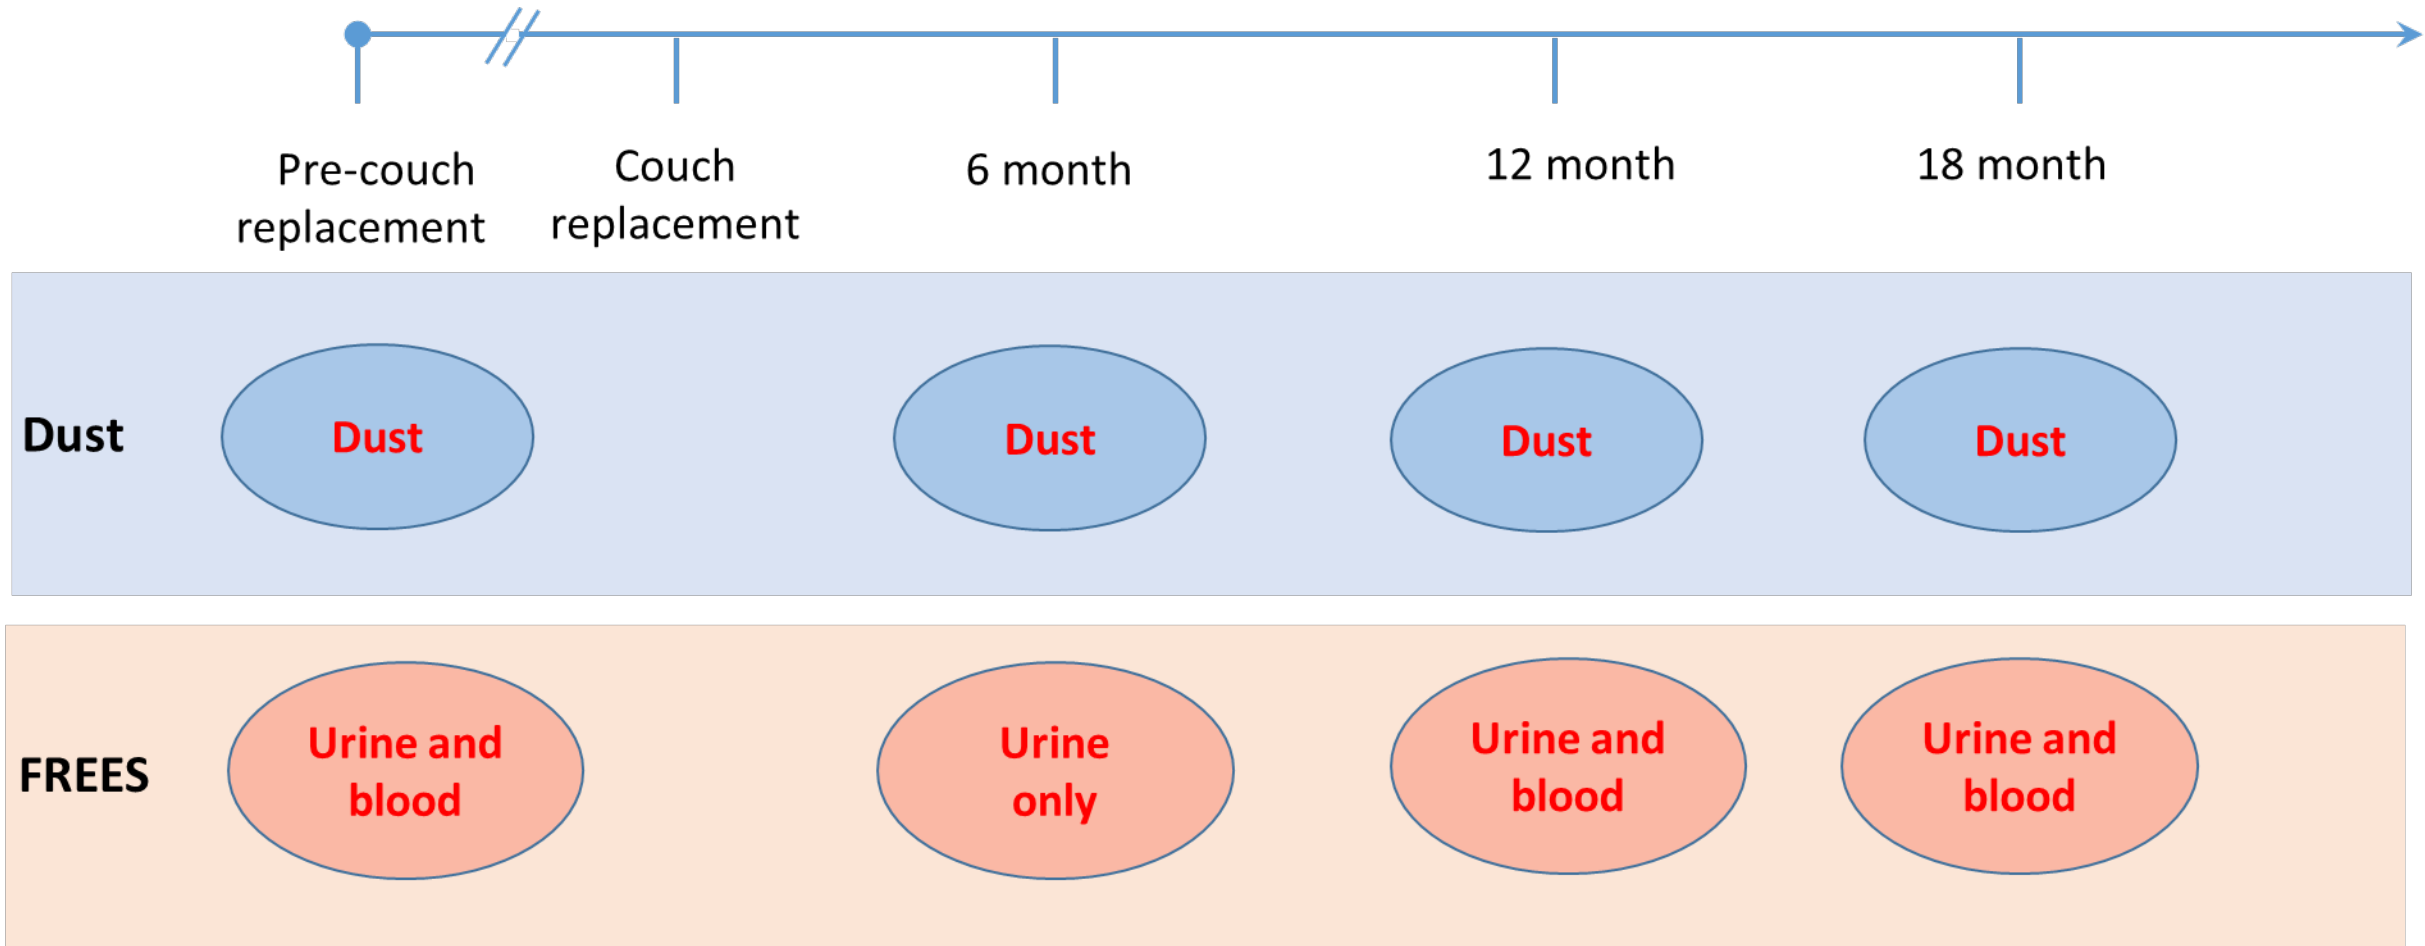 Pre-couch
replacement
Couch
replacement
6 month
12 month
18 month
Dust
Dust
Dust
Dust
Dust
FREES
Urine and
blood
Urine
only
Urine and
blood
Urine and
blood